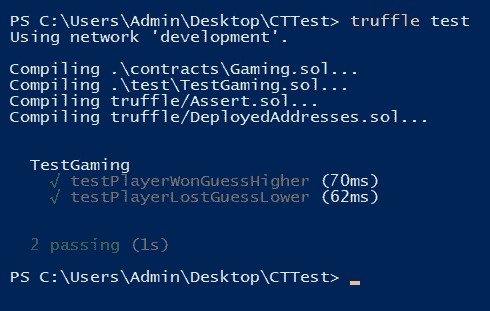 PS C:\Users\Admin\Desktop\CTTest> truffle test
Using network 'development'.
Compiling .\contracts\Gaming.sol...
Compiling .\test\TestGaming.sol...
Compiling truffle/Assert.sol...
Compiling truffle/DeployedAddresses.sol...
TestGaming
√ testPlayerWonGuessHigher (70ms)
√ testPlayerLostGuessLower (62ms)
2 passing (1s)
PS C:\Users\Admin\Desktop\CTTest>